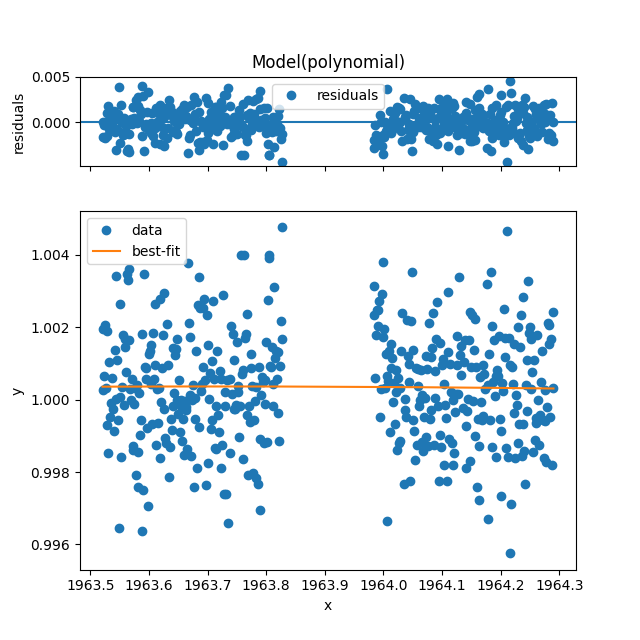 Model(polynomial)
0.005
0.000
residuals
residuals
data
best-fit
1.004
1.002
1.000
0.998
0.996
y
1963.5 1963.6 1963.7 1963.8 1963.9 1964.0 1964.1 1964.2 1964.3
x